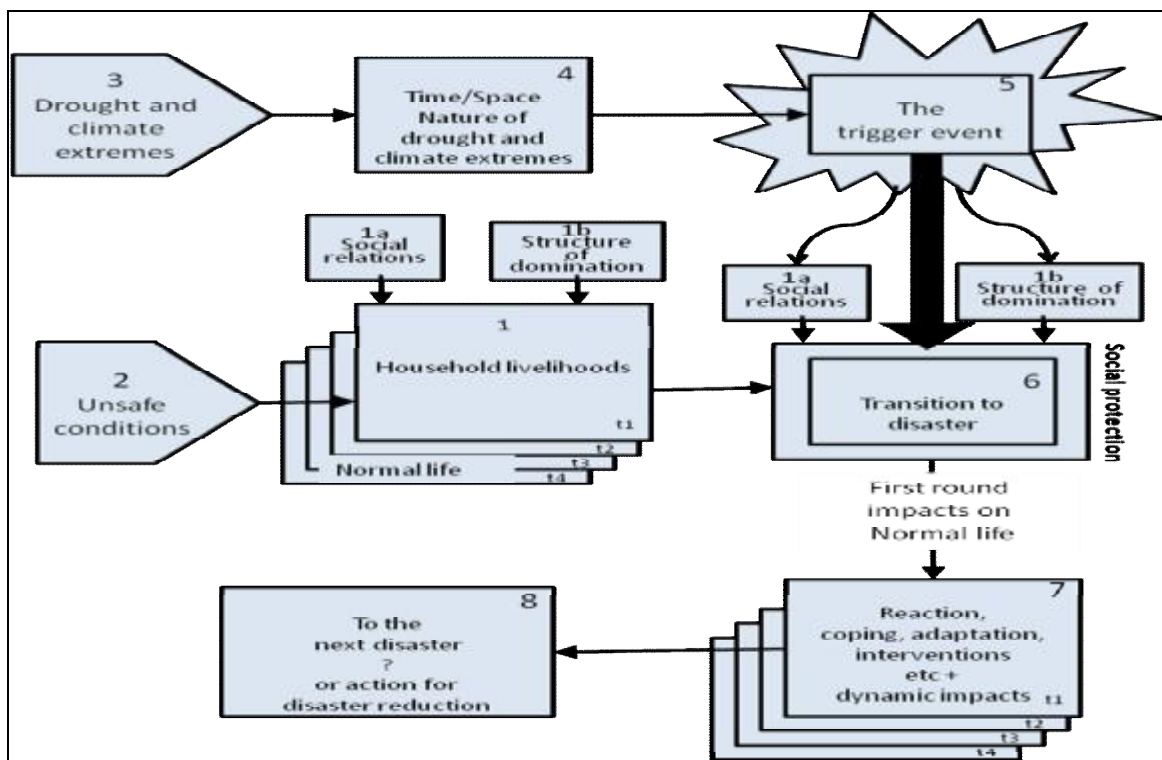 3
Drought and
climate
extremes
4
Time/Space
Nature of
drought and
climate extremes
5
The
trigger event
1a
Social
relations
1b
Structure
of
domination
1a
Social
relations
1b
Structure of
domination
2
Unsafe
conditions
1
Household livelihoods
t1
t2
t3
t4
Normal life
6
Transition to
disaster
Social protection
First round
impacts on
Normal life
7
Reaction,
coping, adaptation,
interventions
etc +
dynamic impacts
t1
t2
t3
t4
8
To the
next disaster
?
or action for
disaster reduction